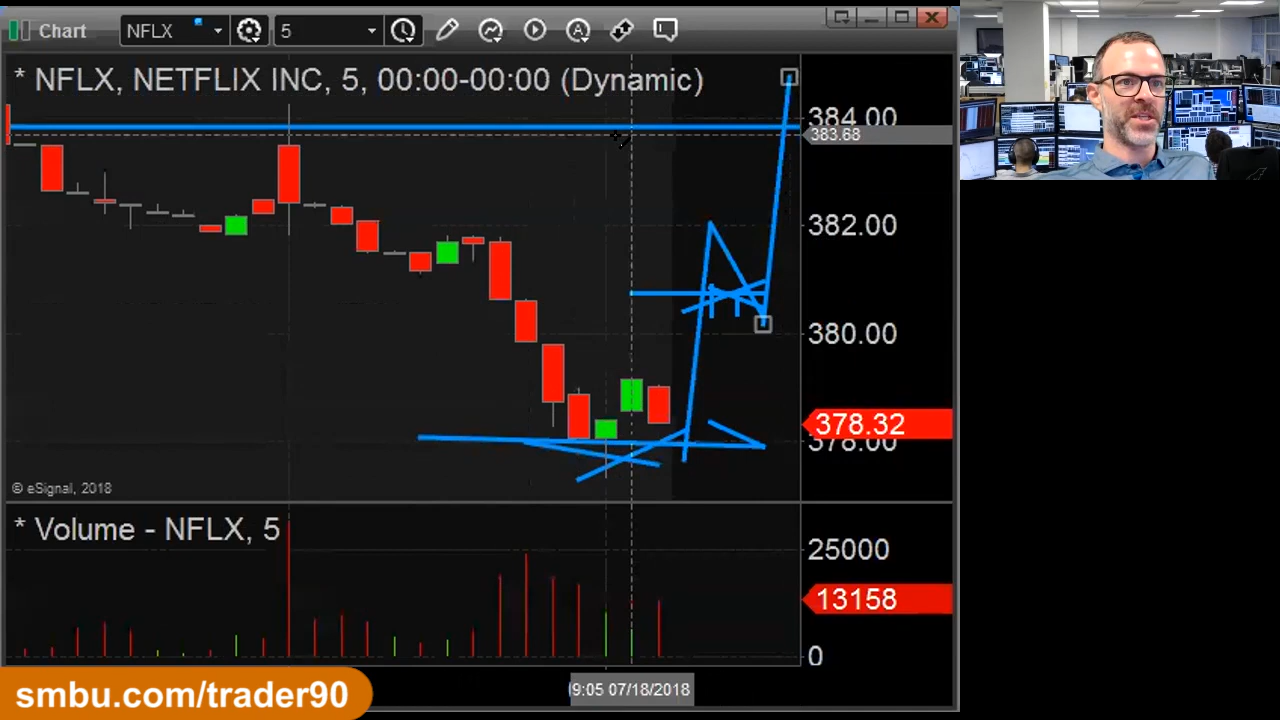 Chart
NFLX
5
* NFLX, NETFLIX INC, 5, 00:00-00:00 (Dynamic)
384.00
383.68
382.00
380.00
378.32
378.00
© eSignal, 2018
* Volume - NFLX, 5
25000
13158
0
9:05 07/18/2018
smbu.com/trader90